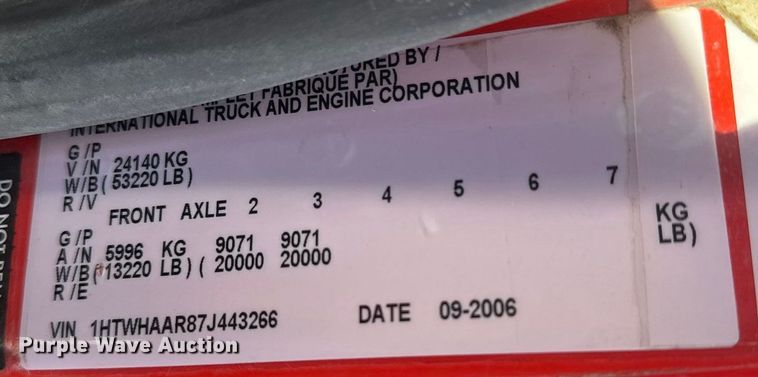 TURED BY /
FABRIQUE PAR)
INTERNATIONAL TRUCK AND ENGINE CORPORATION
G /P
V /N 24140 KG
W/B ( 53220 LB )
R /V
FRONT AXLE 2 3 4 5 6 7
G /P
A /N 5996 KG 9071 9071 KG
W/B ( 13220 LB ) ( 20000 20000 LB )
R /E
VIN 1HTWHAAR87J443266 DATE 09-2006
DO NOT
Purple Wave Auction